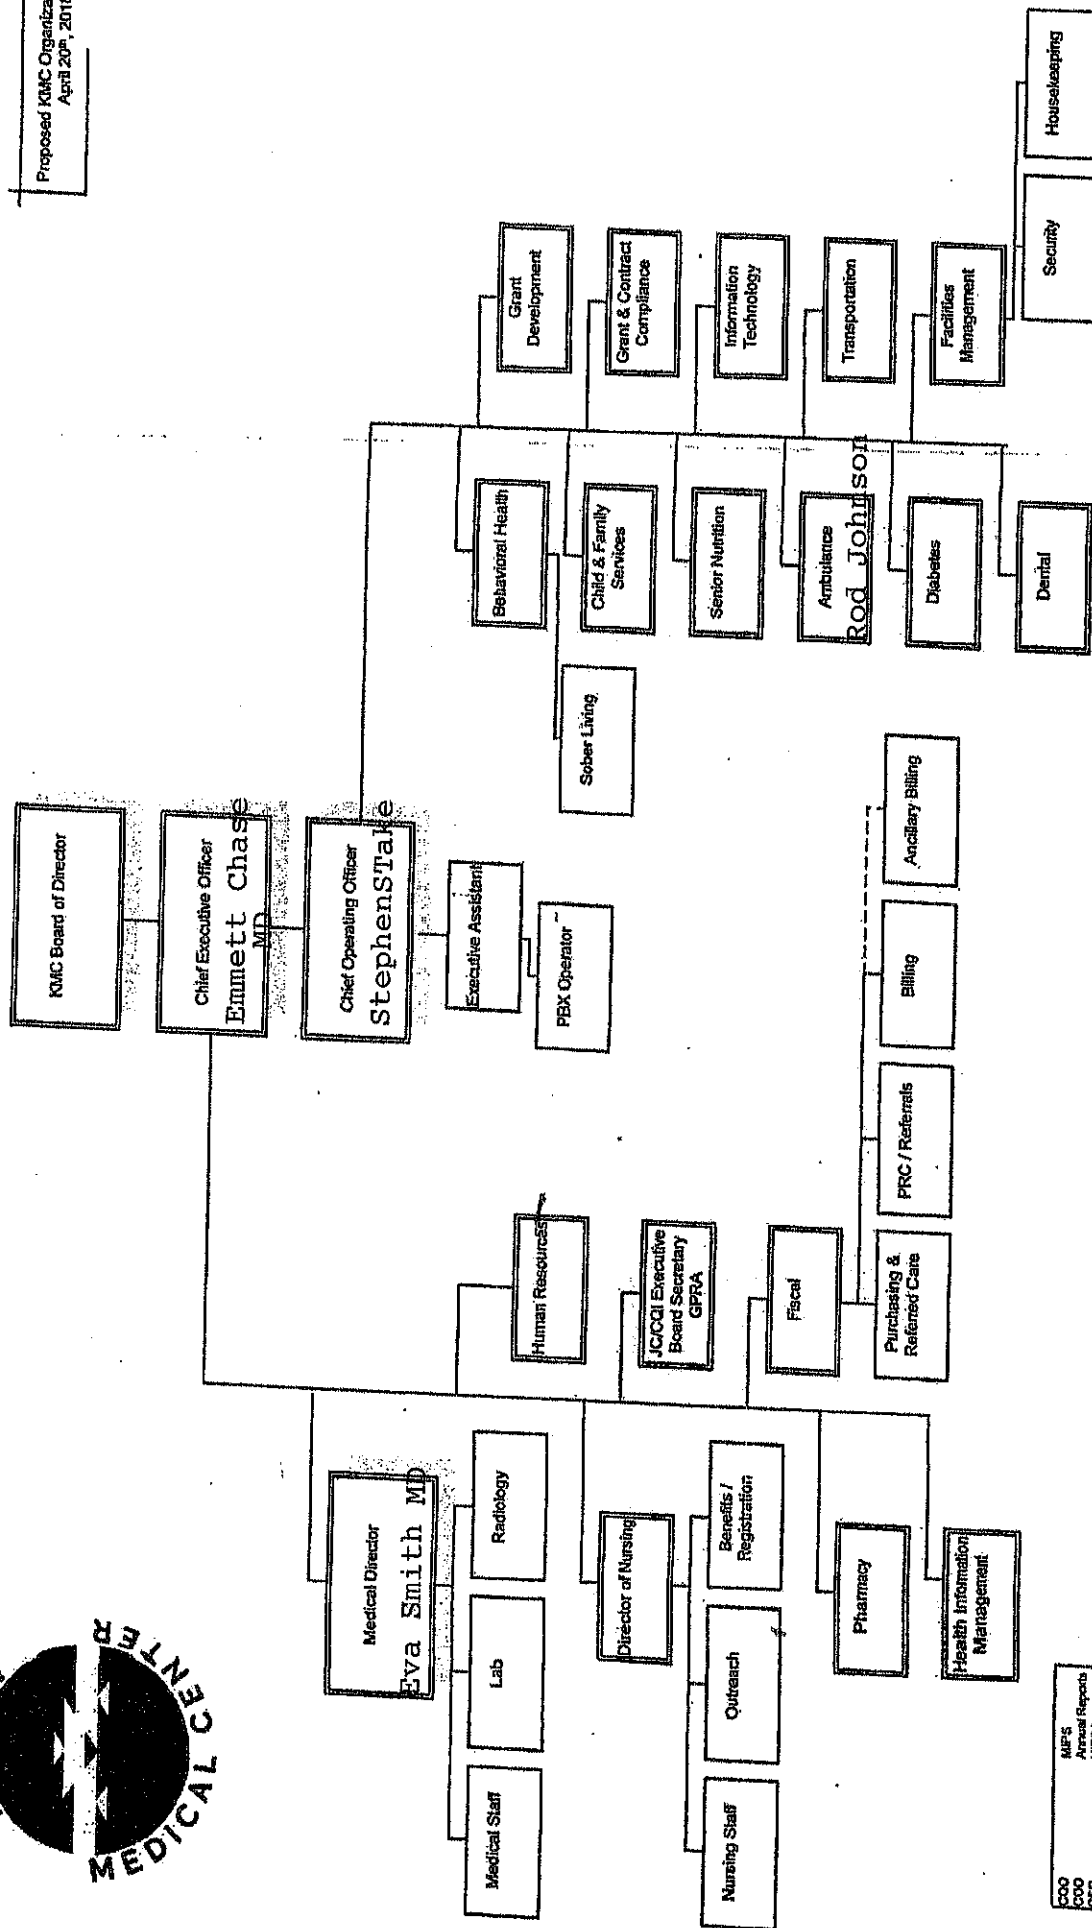 Proposed KMC Organiza
April 20th, 2018
MEDICAL CENTER
KMC Board of Director
Chief Executive Officer
Emmett Chase
MD
Chief Operating Officer
StephenSTake
Executive Assistant
PBX Operator
Medical Director
Eva Smith MD
Medical Staff
Lab
Radiology
Human Resources
Director of Nursing
Nursing Staff
Outreach
Benefits /
Registration
JC/CQI Executive
Board Secretary
GPRA
Fiscal
Purchasing &
Referred Care
PRC / Referrals
Billing
Ancillary Billing
Pharmacy
Health Information
Management
Behavioral Health
Sober Living
Child & Family
Services
Senior Nutrition
Ambulance
Rod Johnson
Diabetes
Dental
Grant
Development
Grant & Contract
Compliance
Information
Technology
Transportation
Facilities
Management
Security
Housekeeping
COO MIPS
COO Annual Reports